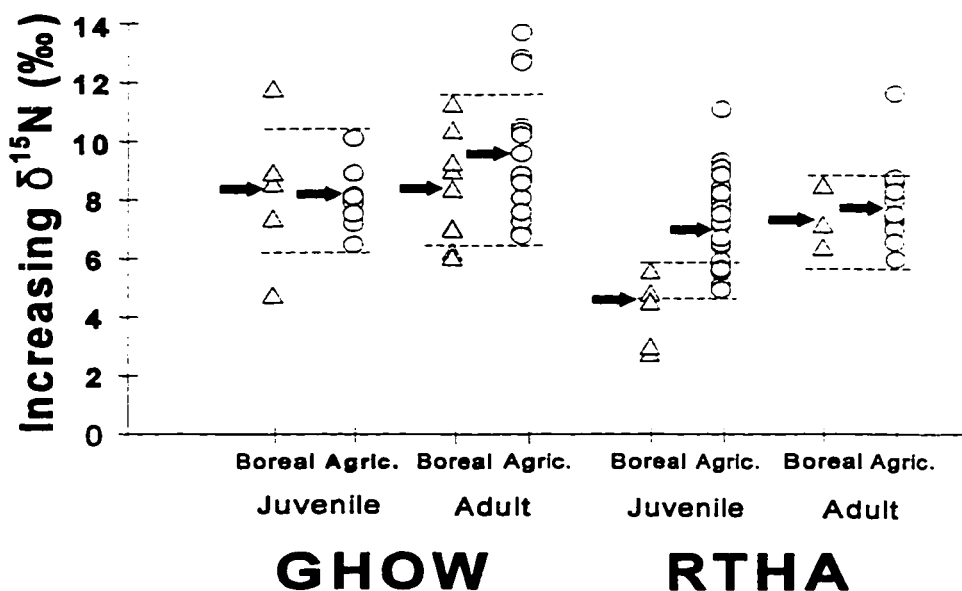 Increasing δ¹⁵N (‰)
14
12
10
8
6
4
2
0
Boreal Agric. Boreal Agric. Boreal Agric. Boreal Agric.
Juvenile Adult Juvenile Adult
GHOW RTHA